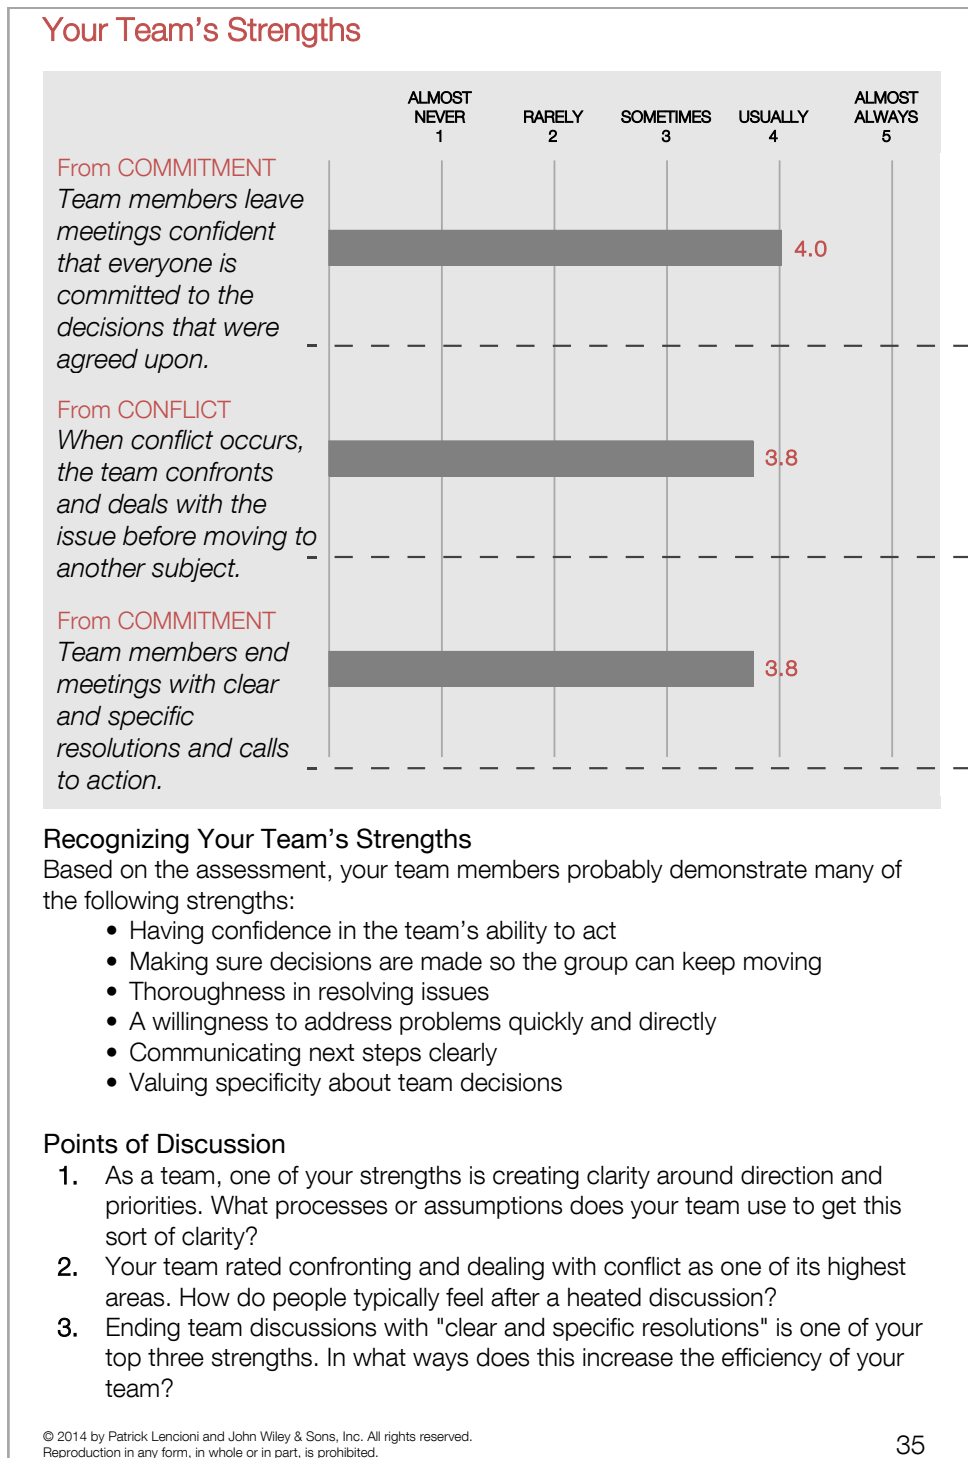 Your Team's Strengths
ALMOST
NEVER
1
RARELY
2
SOMETIMES
3
USUALLY
4
ALMOST
ALWAYS
5
From COMMITMENT
Team members leave
meetings confident
that everyone is
committed to the
decisions that were
agreed upon.
4.0
From CONFLICT
When conflict occurs,
the team confronts
and deals with the
issue before moving to
another subject.
3.8
From COMMITMENT
Team members end
meetings with clear
and specific
resolutions and calls
to action.
3.8
Recognizing Your Team's Strengths
Based on the assessment, your team members probably demonstrate many of
the following strengths:
• Having confidence in the team's ability to act
• Making sure decisions are made so the group can keep moving
• Thoroughness in resolving issues
• A willingness to address problems quickly and directly
• Communicating next steps clearly
• Valuing specificity about team decisions
Points of Discussion
1. As a team, one of your strengths is creating clarity around direction and
priorities. What processes or assumptions does your team use to get this
sort of clarity?
2. Your team rated confronting and dealing with conflict as one of its highest
areas. How do people typically feel after a heated discussion?
3. Ending team discussions with "clear and specific resolutions" is one of your
top three strengths. In what ways does this increase the efficiency of your
team?
© 2014 by Patrick Lencioni and John Wiley & Sons, Inc. All rights reserved.
Reproduction in any form, in whole or in part, is prohibited.
35